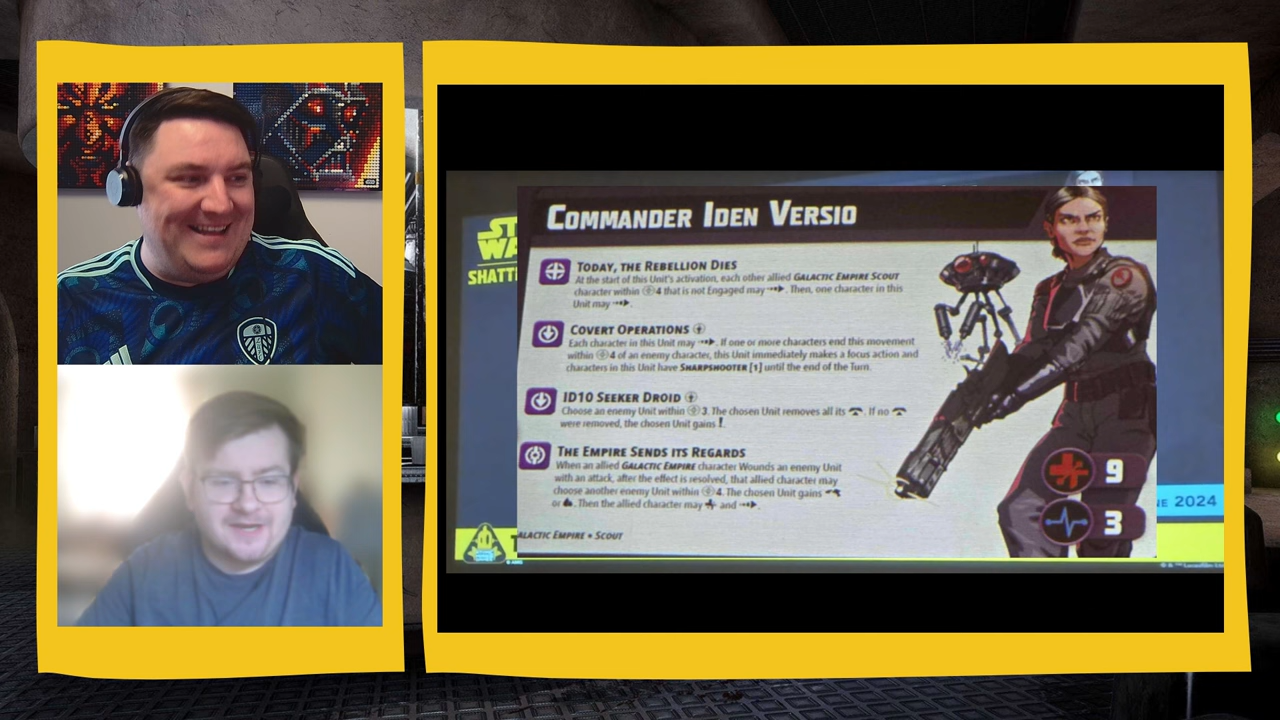 COMMANDER IDEN VERSIO
TODAY, THE REBELLION DIES
At the start of this Unit's activation, each other allied GALACTIC EMPIRE SCOUT
character within 4 that is not Engaged may . Then, one character in this
Unit may .
COVERT OPERATIONS
Each character in this Unit may . If one or more characters end this movement
within 4 of an enemy character, this Unit immediately makes a focus action and
characters in this Unit have SHARPSHOOTER [1] until the end of the Turn.
ID10 SEEKER DROID
Choose an enemy Unit within 3. The chosen Unit removes all its . If no
were removed, the chosen Unit gains .
THE EMPIRE SENDS ITS REGARDS
When an allied GALACTIC EMPIRE character Wounds an enemy Unit
with an attack, after the effect is resolved, that allied character may
choose another enemy Unit within 4. The chosen Unit gains
or . Then the allied character may and .
ALACTIC EMPIRE • SCOUT
9
3
ST
WA
SHATT
NE 2024